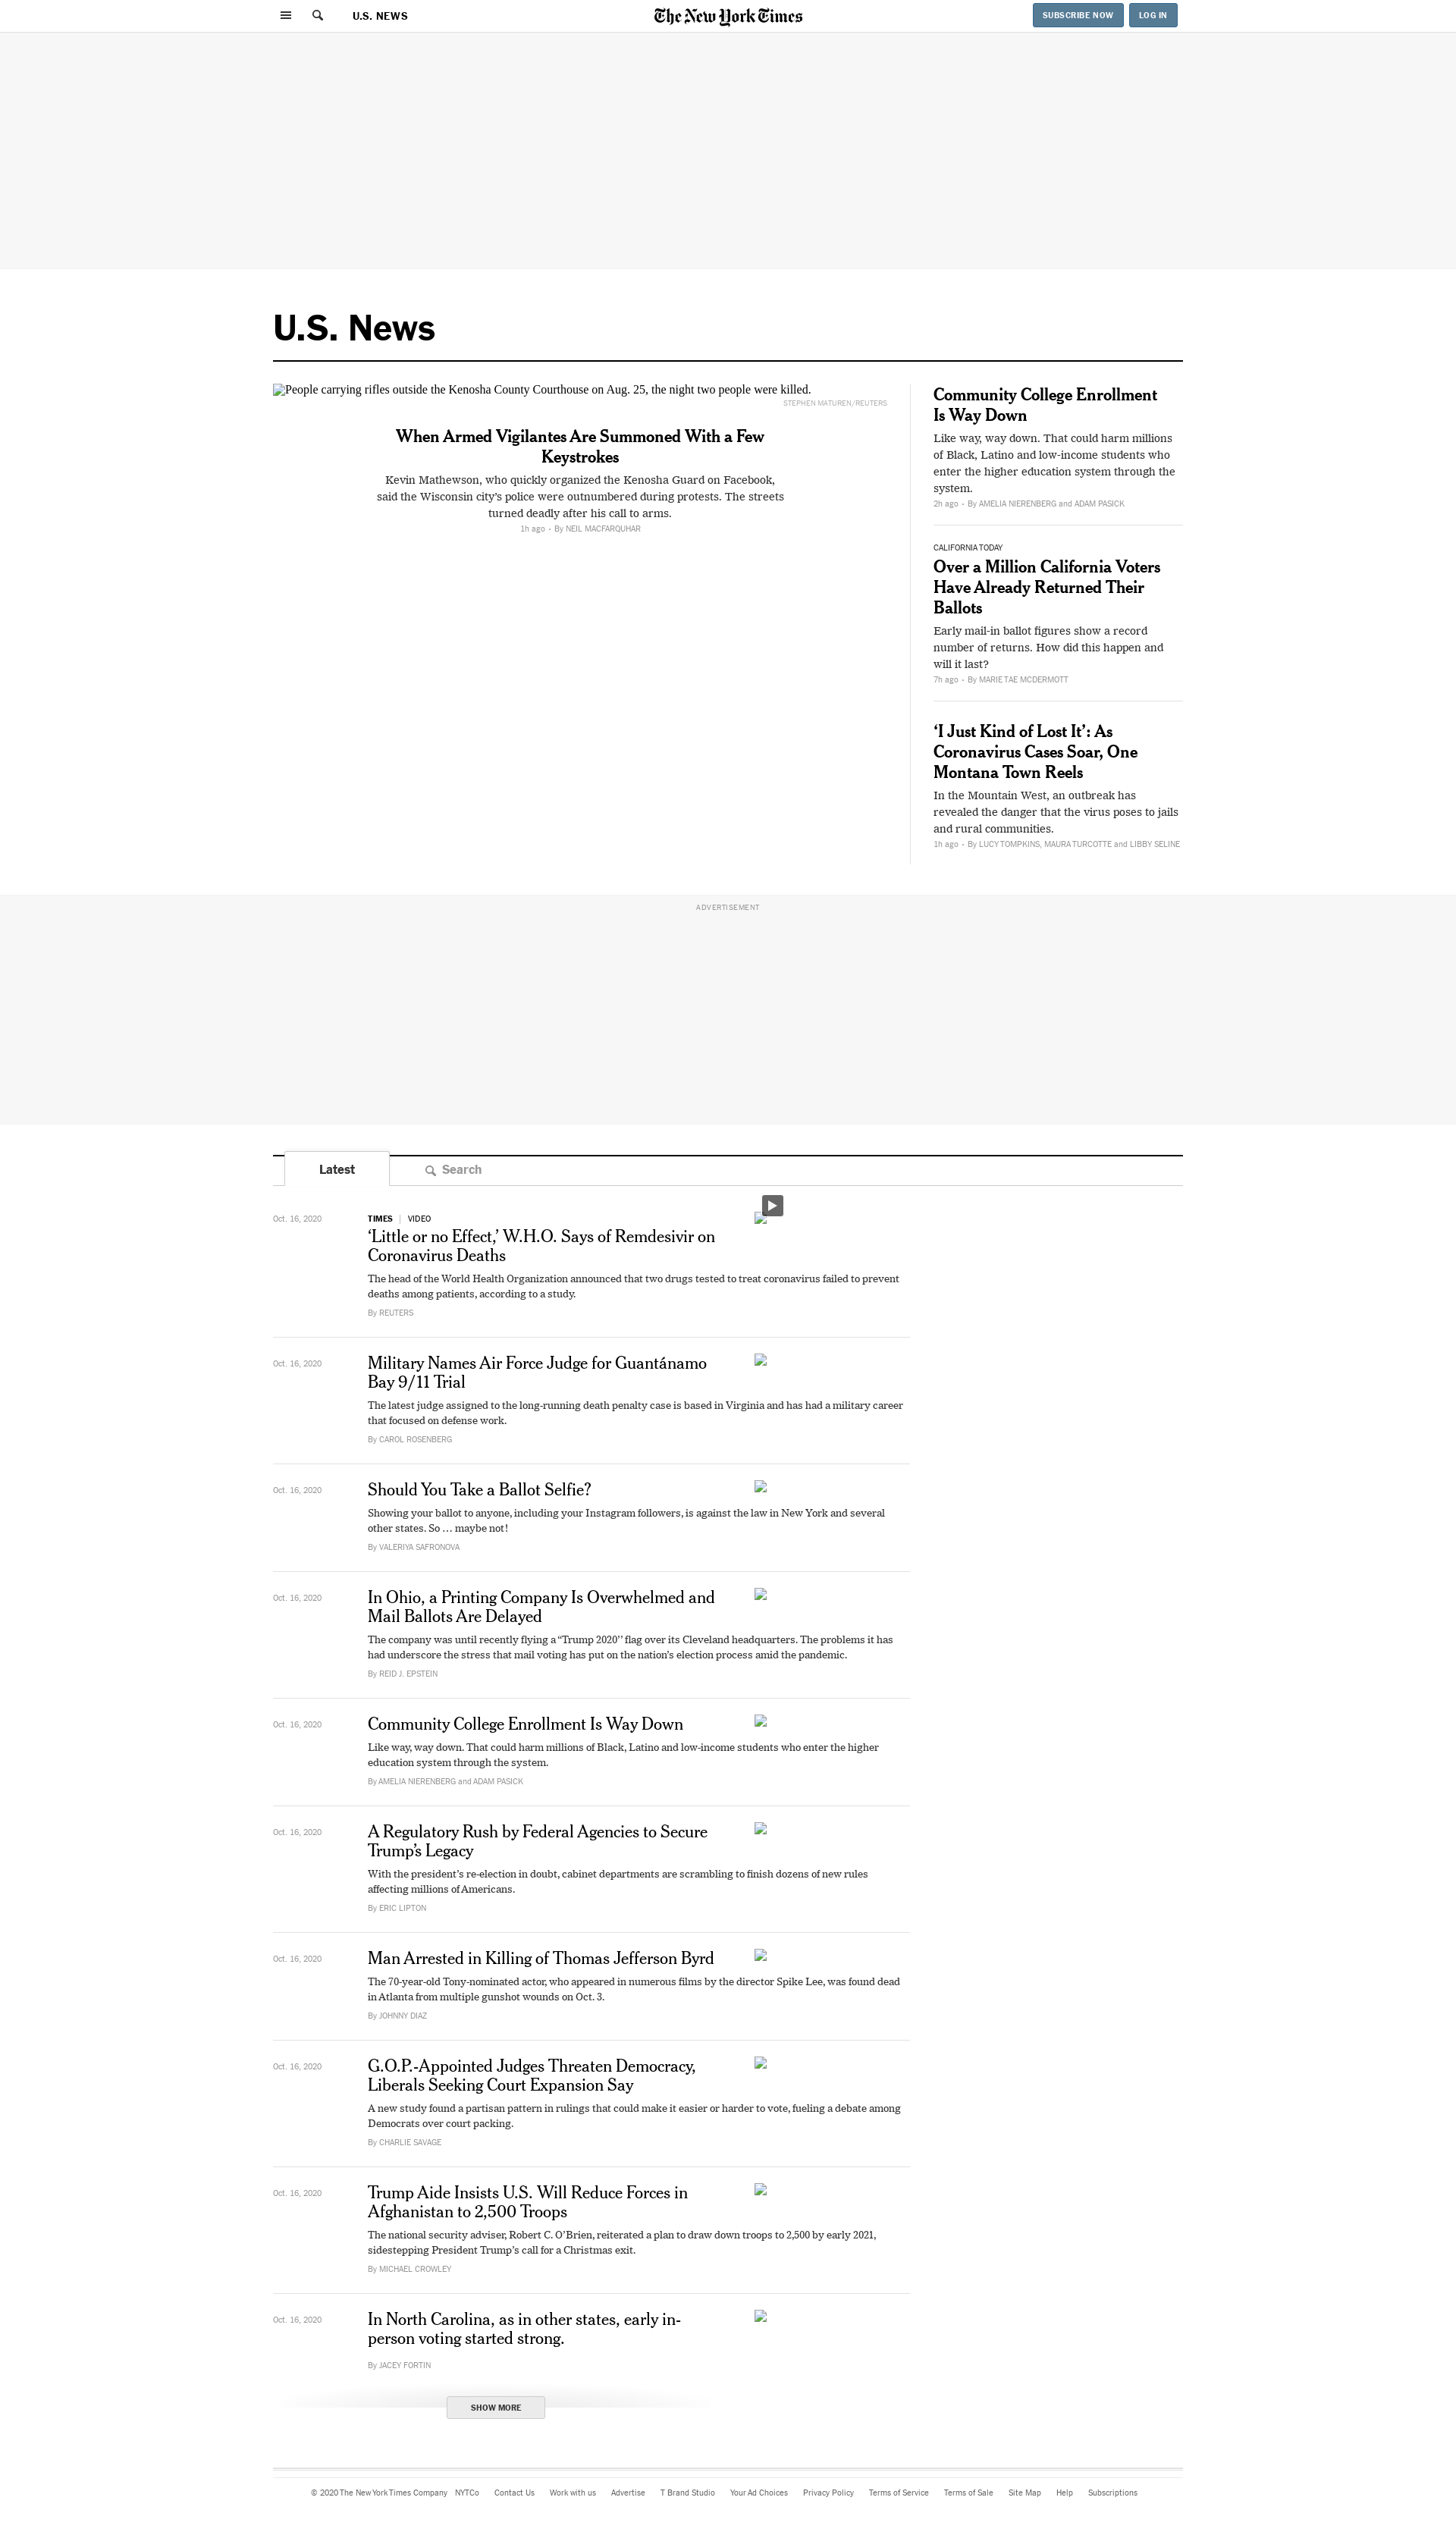 U.S. NEWS
The New York Times
SUBSCRIBE NOW
LOG IN
U.S. News
People carrying rifles outside the Kenosha County Courthouse on Aug. 25, the night two people were killed.
STEPHEN MATUREN/REUTERS
When Armed Vigilantes Are Summoned With a Few
Keystrokes
Kevin Mathewson, who quickly organized the Kenosha Guard on Facebook,
said the Wisconsin city’s police were outnumbered during protests. The streets
turned deadly after his call to arms.
1h ago • By NEIL MACFARQUHAR
Community College Enrollment
Is Way Down
Like way, way down. That could harm millions
of Black, Latino and low-income students who
enter the higher education system through the
system.
2h ago • By AMELIA NIERENBERG and ADAM PASICK
CALIFORNIA TODAY
Over a Million California Voters
Have Already Returned Their
Ballots
Early mail-in ballot figures show a record
number of returns. How did this happen and
will it last?
7h ago • By MARIE TAE MCDERMOTT
‘I Just Kind of Lost It’: As
Coronavirus Cases Soar, One
Montana Town Reels
In the Mountain West, an outbreak has
revealed the danger that the virus poses to jails
and rural communities.
1h ago • By LUCY TOMPKINS, MAURA TURCOTTE and LIBBY SELINE
ADVERTISEMENT
Latest
Search
Oct. 16, 2020
TIMES | VIDEO
‘Little or no Effect,’ W.H.O. Says of Remdesivir on
Coronavirus Deaths
The head of the World Health Organization announced that two drugs tested to treat coronavirus failed to prevent
deaths among patients, according to a study.
By REUTERS
Oct. 16, 2020
Military Names Air Force Judge for Guantánamo
Bay 9/11 Trial
The latest judge assigned to the long-running death penalty case is based in Virginia and has had a military career
that focused on defense work.
By CAROL ROSENBERG
Oct. 16, 2020
Should You Take a Ballot Selfie?
Showing your ballot to anyone, including your Instagram followers, is against the law in New York and several
other states. So … maybe not!
By VALERIYA SAFRONOVA
Oct. 16, 2020
In Ohio, a Printing Company Is Overwhelmed and
Mail Ballots Are Delayed
The company was until recently flying a “Trump 2020’’ flag over its Cleveland headquarters. The problems it has
had underscore the stress that mail voting has put on the nation’s election process amid the pandemic.
By REID J. EPSTEIN
Oct. 16, 2020
Community College Enrollment Is Way Down
Like way, way down. That could harm millions of Black, Latino and low-income students who enter the higher
education system through the system.
By AMELIA NIERENBERG and ADAM PASICK
Oct. 16, 2020
A Regulatory Rush by Federal Agencies to Secure
Trump’s Legacy
With the president’s re-election in doubt, cabinet departments are scrambling to finish dozens of new rules
affecting millions of Americans.
By ERIC LIPTON
Oct. 16, 2020
Man Arrested in Killing of Thomas Jefferson Byrd
The 70-year-old Tony-nominated actor, who appeared in numerous films by the director Spike Lee, was found dead
in Atlanta from multiple gunshot wounds on Oct. 3.
By JOHNNY DIAZ
Oct. 16, 2020
G.O.P.-Appointed Judges Threaten Democracy,
Liberals Seeking Court Expansion Say
A new study found a partisan pattern in rulings that could make it easier or harder to vote, fueling a debate among
Democrats over court packing.
By CHARLIE SAVAGE
Oct. 16, 2020
Trump Aide Insists U.S. Will Reduce Forces in
Afghanistan to 2,500 Troops
The national security adviser, Robert C. O’Brien, reiterated a plan to draw down troops to 2,500 by early 2021,
sidestepping President Trump’s call for a Christmas exit.
By MICHAEL CROWLEY
Oct. 16, 2020
In North Carolina, as in other states, early in-
person voting started strong.
By JACEY FORTIN
SHOW MORE
© 2020 The New York Times Company NYTCo Contact Us Work with us Advertise T Brand Studio Your Ad Choices Privacy Policy Terms of Service Terms of Sale Site Map Help Subscriptions